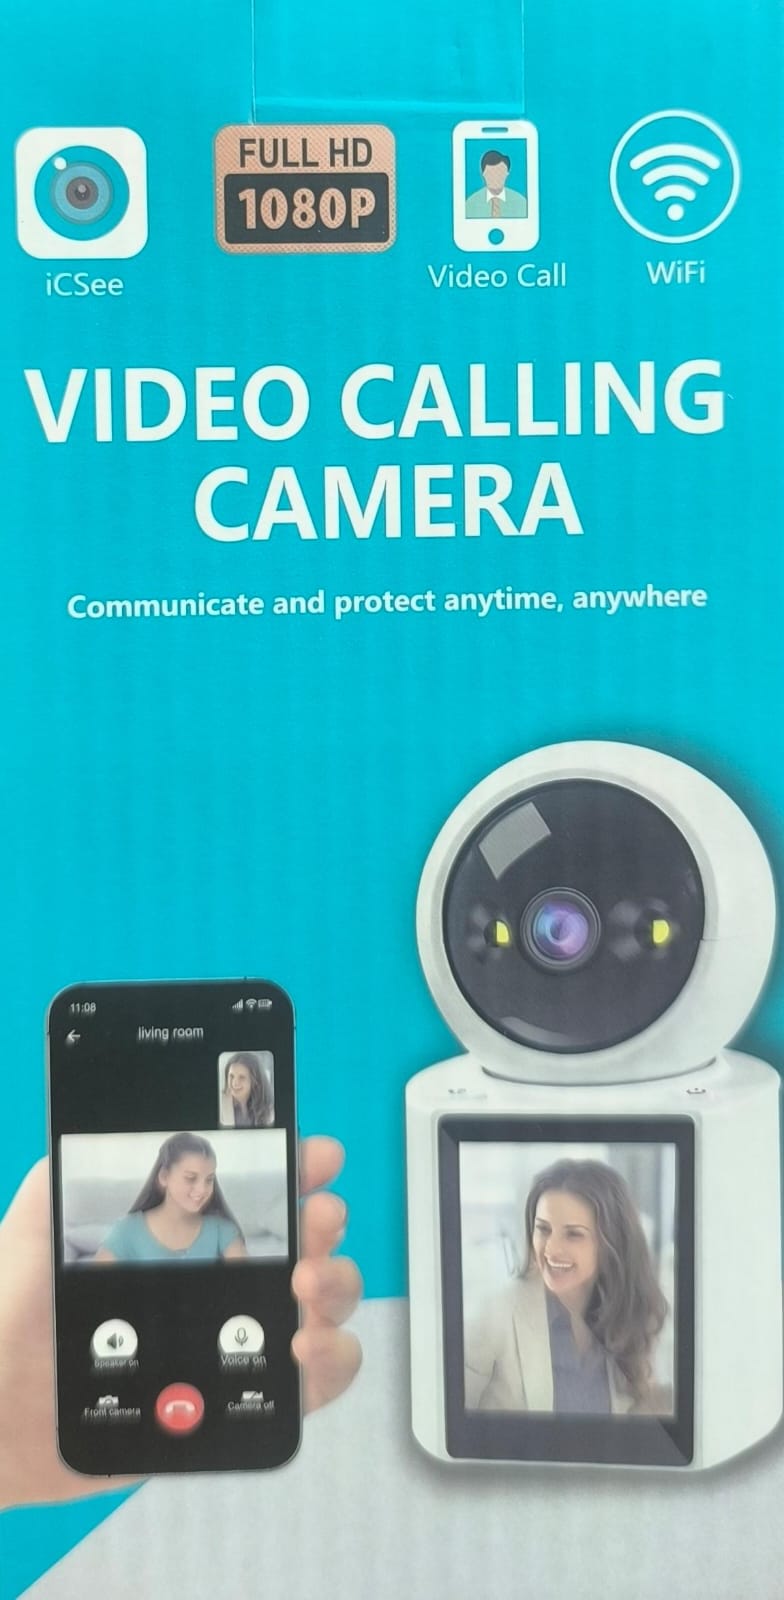 FULL HD
1080P
iCSee
Video Call
WiFi
VIDEO CALLING
CAMERA
Communicate and protect anytime, anywhere
11:08
living room
Speaker on
Voice on
Front camera
Camera off